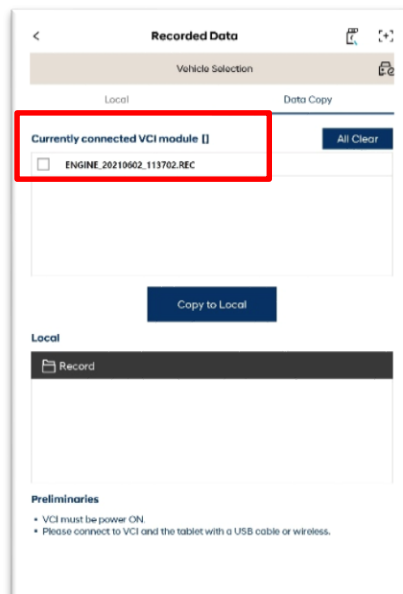 Recorded Data
Vehicle Selection
Local
Data Copy
Currently connected VCI module []
All Clear
ENGINE_20210602_113702.REC
Copy to Local
Local
Record
Preliminaries
• VCI must be power ON.
• Please connect to VCI and the tablet with a USB cable or wireless.